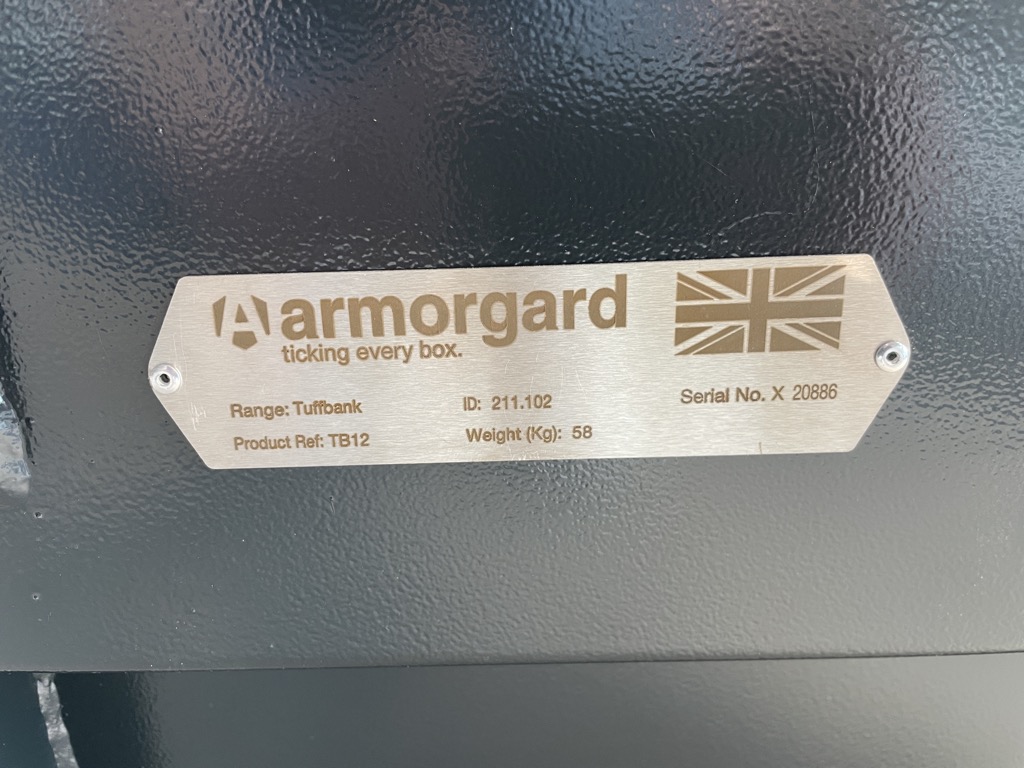 armorgard
ticking every box.
Range: Tuffbank
ID: 211.102
Serial No. X 20886
Product Ref: TB12
Weight (Kg): 58